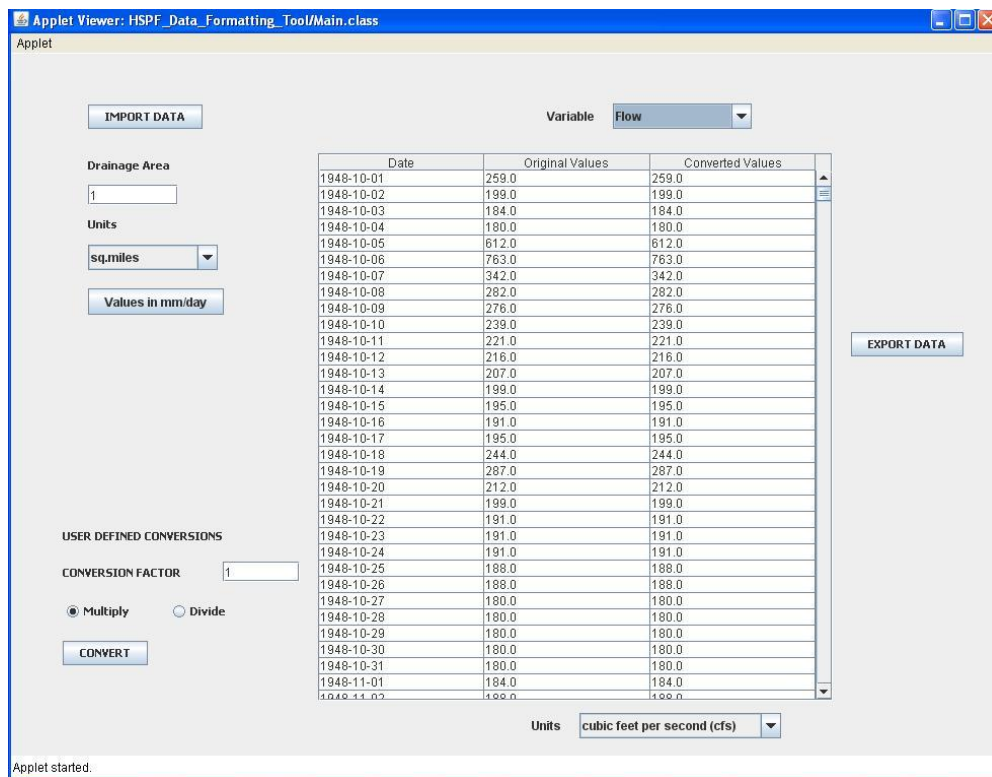 Applet Viewer: HSPF_Data_Formatting_Tool/Main.class
Applet
IMPORT DATA
Variable Flow
Drainage Area
1
Units
sq.miles
Values in mm/day
Date Original Values Converted Values
1948-10-01 259.0 259.0
1948-10-02 199.0 199.0
1948-10-03 184.0 184.0
1948-10-04 180.0 180.0
1948-10-05 612.0 612.0
1948-10-06 763.0 763.0
1948-10-07 342.0 342.0
1948-10-08 282.0 282.0
1948-10-09 276.0 276.0
1948-10-10 239.0 239.0
1948-10-11 221.0 221.0
1948-10-12 216.0 216.0
1948-10-13 207.0 207.0
1948-10-14 199.0 199.0
1948-10-15 195.0 195.0
1948-10-16 191.0 191.0
1948-10-17 195.0 195.0
1948-10-18 244.0 244.0
1948-10-19 287.0 287.0
1948-10-20 212.0 212.0
1948-10-21 199.0 199.0
1948-10-22 191.0 191.0
1948-10-23 191.0 191.0
1948-10-24 191.0 191.0
1948-10-25 188.0 188.0
1948-10-26 188.0 188.0
1948-10-27 180.0 180.0
1948-10-28 180.0 180.0
1948-10-29 180.0 180.0
1948-10-30 180.0 180.0
1948-10-31 180.0 180.0
1948-11-01 184.0 184.0
1948-11-02 188.0 188.0
EXPORT DATA
USER DEFINED CONVERSIONS
CONVERSION FACTOR 1
Multiply Divide
CONVERT
Units cubic feet per second (cfs)
Applet started.